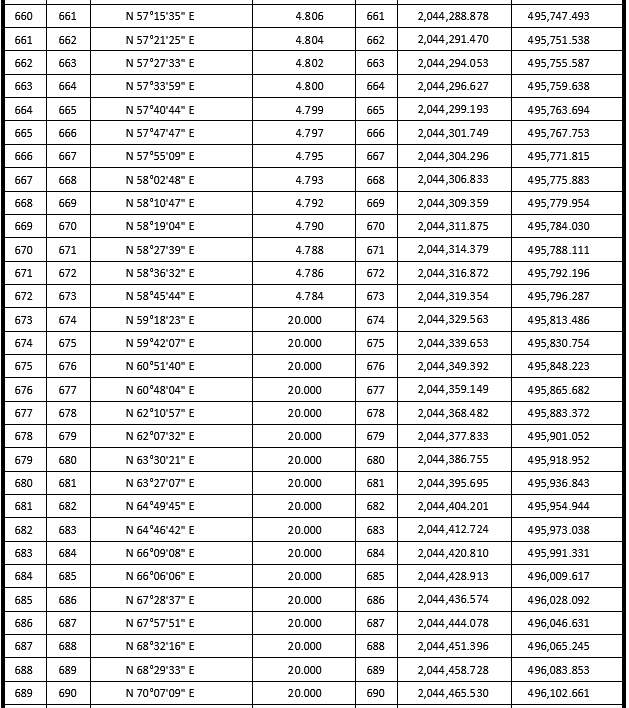 660 661 N 57°15'35" E 4.806 661 2,044,288.878 495,747.493
661 662 N 57°21'25" E 4.804 662 2,044,291.470 495,751.538
662 663 N 57°27'33" E 4.802 663 2,044,294.053 495,755.587
663 664 N 57°33'59" E 4.800 664 2,044,296.627 495,759.638
664 665 N 57°40'44" E 4.799 665 2,044,299.193 495,763.694
665 666 N 57°47'47" E 4.797 666 2,044,301.749 495,767.753
666 667 N 57°55'09" E 4.795 667 2,044,304.296 495,771.815
667 668 N 58°02'48" E 4.793 668 2,044,306.833 495,775.883
668 669 N 58°10'47" E 4.792 669 2,044,309.359 495,779.954
669 670 N 58°19'04" E 4.790 670 2,044,311.875 495,784.030
670 671 N 58°27'39" E 4.788 671 2,044,314.379 495,788.111
671 672 N 58°36'32" E 4.786 672 2,044,316.872 495,792.196
672 673 N 58°45'44" E 4.784 673 2,044,319.354 495,796.287
673 674 N 59°18'23" E 20.000 674 2,044,329.563 495,813.486
674 675 N 59°42'07" E 20.000 675 2,044,339.653 495,830.754
675 676 N 60°51'40" E 20.000 676 2,044,349.392 495,848.223
676 677 N 60°48'04" E 20.000 677 2,044,359.149 495,865.682
677 678 N 62°10'57" E 20.000 678 2,044,368.482 495,883.372
678 679 N 62°07'32" E 20.000 679 2,044,377.833 495,901.052
679 680 N 63°30'21" E 20.000 680 2,044,386.755 495,918.952
680 681 N 63°27'07" E 20.000 681 2,044,395.695 495,936.843
681 682 N 64°49'45" E 20.000 682 2,044,404.201 495,954.944
682 683 N 64°46'42" E 20.000 683 2,044,412.724 495,973.038
683 684 N 66°09'08" E 20.000 684 2,044,420.810 495,991.331
684 685 N 66°06'06" E 20.000 685 2,044,428.913 496,009.617
685 686 N 67°28'37" E 20.000 686 2,044,436.574 496,028.092
686 687 N 67°57'51" E 20.000 687 2,044,444.078 496,046.631
687 688 N 68°32'16" E 20.000 688 2,044,451.396 496,065.245
688 689 N 68°29'33" E 20.000 689 2,044,458.728 496,083.853
689 690 N 70°07'09" E 20.000 690 2,044,465.530 496,102.661